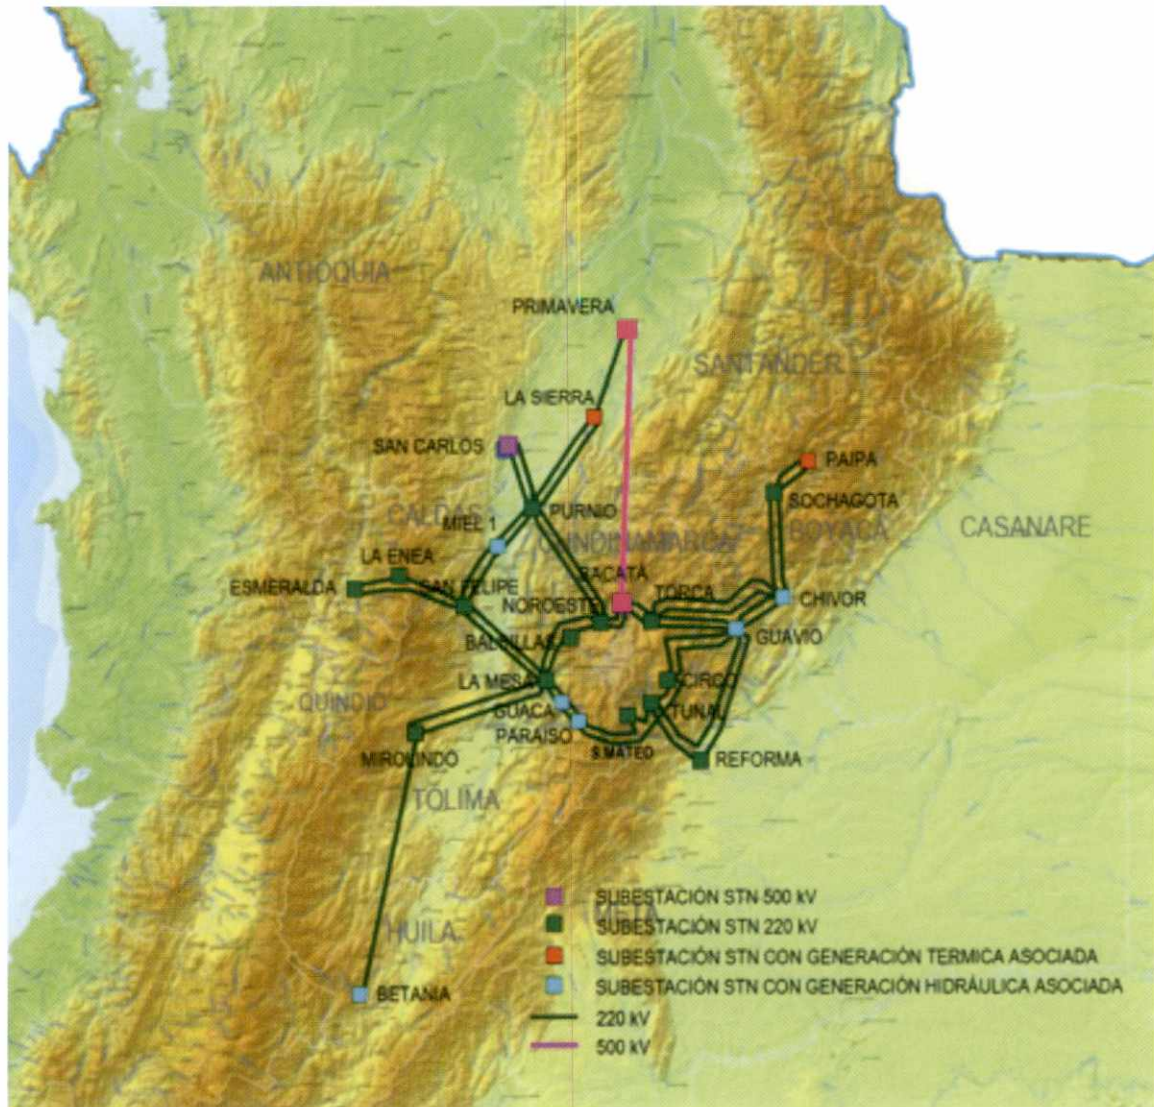 ANTIOQUIA
PRIMAVERA
SANTANDER
LA SIERRA
SAN CARLOS
PAIPA
SOCHAGOTA
CALDAS
PURNIO
BOYACÁ
CASANARE
MIEL 1
LA ENEA
BACATÁ
ESMERALDA
SAN FELIPE
TORCA
CHIVOR
NOROESTE
GUAVIO
BALSILLAS
LA MESA
CIRCO
QUINDIO
GUACA
TUNAL
PARAISO
MIROLINDO
S.MATEO
REFORMA
TOLIMA
SUBESTACIÓN STN 500 kV
META
SUBESTACIÓN STN 220 kV
HUILA
SUBESTACIÓN STN CON GENERACIÓN TERMICA ASOCIADA
BETANIA
SUBESTACIÓN STN CON GENERACIÓN HIDRÁULICA ASOCIADA
220 kV
500 kV